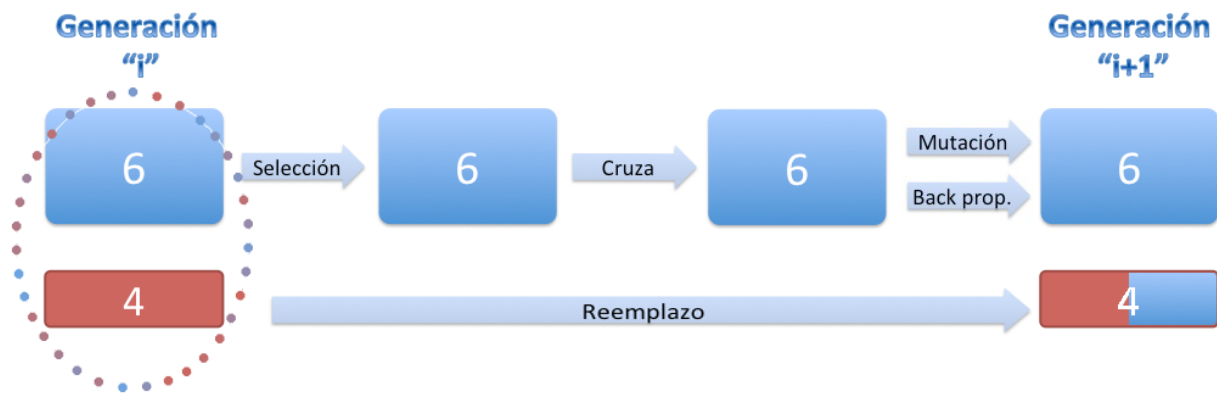 Generación
“i”
Generación
“i+1”
6
Selección
6
Cruza
6
Mutación
Back prop.
6
4
Reemplazo
4